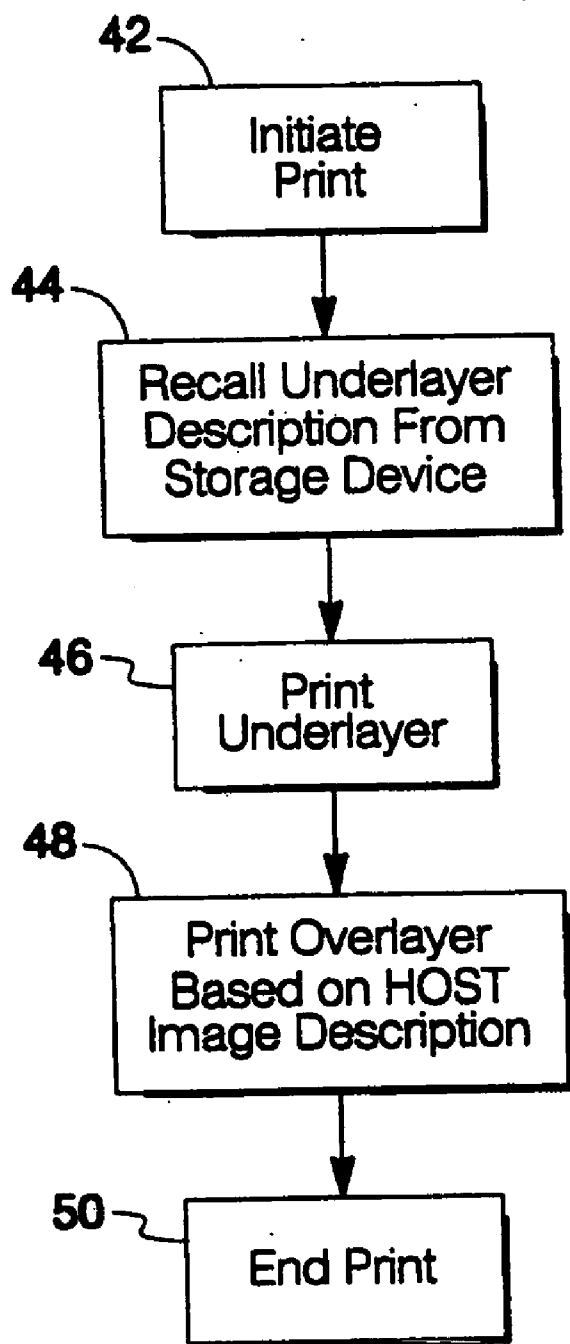 42
Initiate
Print
44
Recall Underlayer
Description From
Storage Device
46
Print
Underlayer
48
Print Overlayer
Based on HOST
Image Description
50
End Print